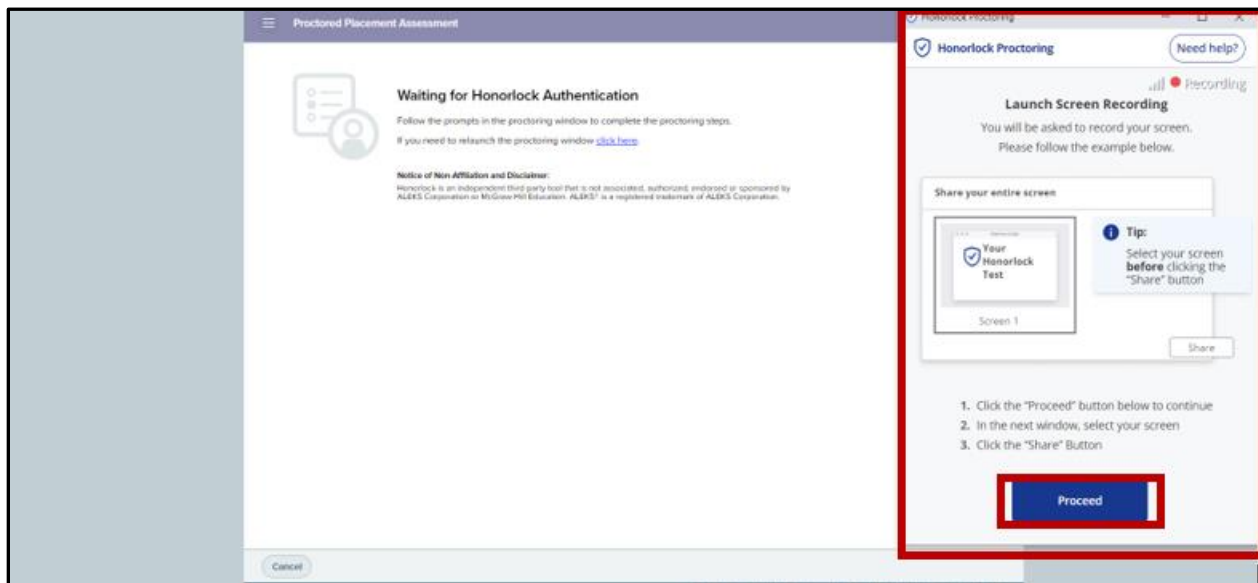 Proctored Placement Assessment
Waiting for Honorlock Authentication
Follow the prompts in the proctoring window to complete the proctoring steps.
If you need to relaunch the proctoring window click here.
Notice of Non-Affiliation and Disclaimer:
Honorlock is an independent third party tool that is not associated, authorized, endorsed or sponsored by
ALEKS Corporation or McGraw Hill Education. ALEKS® is a registered trademark of ALEKS Corporation.
Cancel
Honorlock Proctoring
Honorlock Proctoring
Need help?
Recording
Launch Screen Recording
You will be asked to record your screen.
Please follow the example below.
Share your entire screen
Your
Honorlock
Test
Screen 1
Tip:
Select your screen
before clicking the
"Share" button
Share
1. Click the "Proceed" button below to continue
2. In the next window, select your screen
3. Click the "Share" Button
Proceed